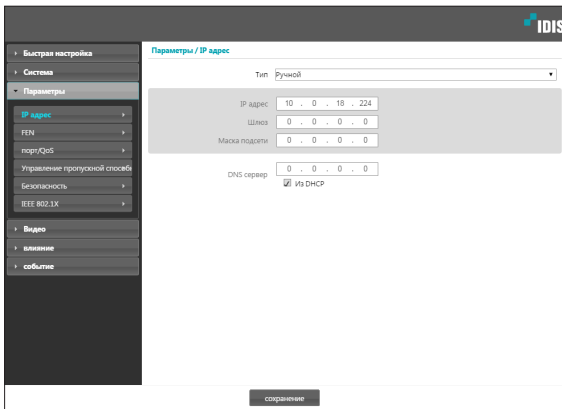 IDIS
Быстрая настройка
Система
Параметры
IP адрес
FEN
порт/QoS
Управление пропускной способн
Безопасность
IEEE 802.1X
Видео
влияние
событие
Параметры / IP адрес
Тип Ручной
IP адрес 10 . 0 . 18 . 224
Шлюз 0 . 0 . 0 . 0
Маска подсети 0 . 0 . 0 . 0
DNS сервер 0 . 0 . 0 . 0
Из DHCP
сохранение